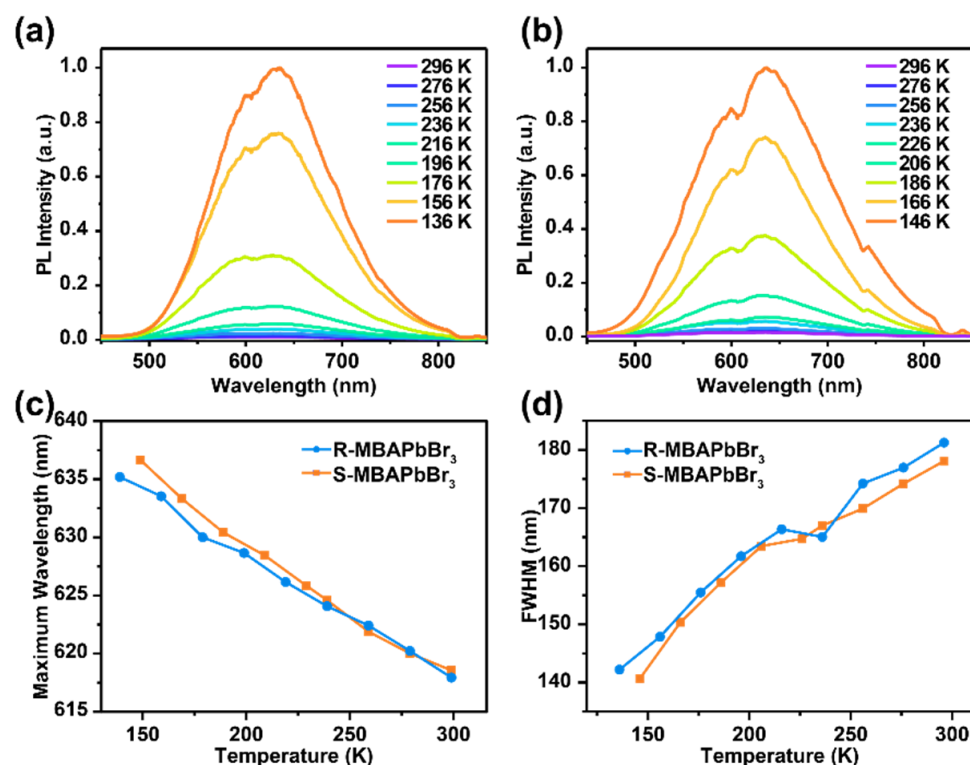 (a)
PL Intensity (a.u.)
1.0
0.8
0.6
0.4
0.2
0.0
296 K
276 K
256 K
236 K
216 K
196 K
176 K
156 K
136 K
500 600 700 800
Wavelength (nm)
(b)
PL Intensity (a.u.)
1.0
0.8
0.6
0.4
0.2
0.0
296 K
276 K
256 K
236 K
226 K
206 K
186 K
166 K
146 K
500 600 700 800
Wavelength (nm)
(c)
Maximum Wavelength (nm)
640
635
630
625
620
615
R-MBAPbBr₃
S-MBAPbBr₃
150 200 250 300
Temperature (K)
(d)
FWHM (nm)
180
170
160
150
140
R-MBAPbBr₃
S-MBAPbBr₃
150 200 250 300
Temperature (K)